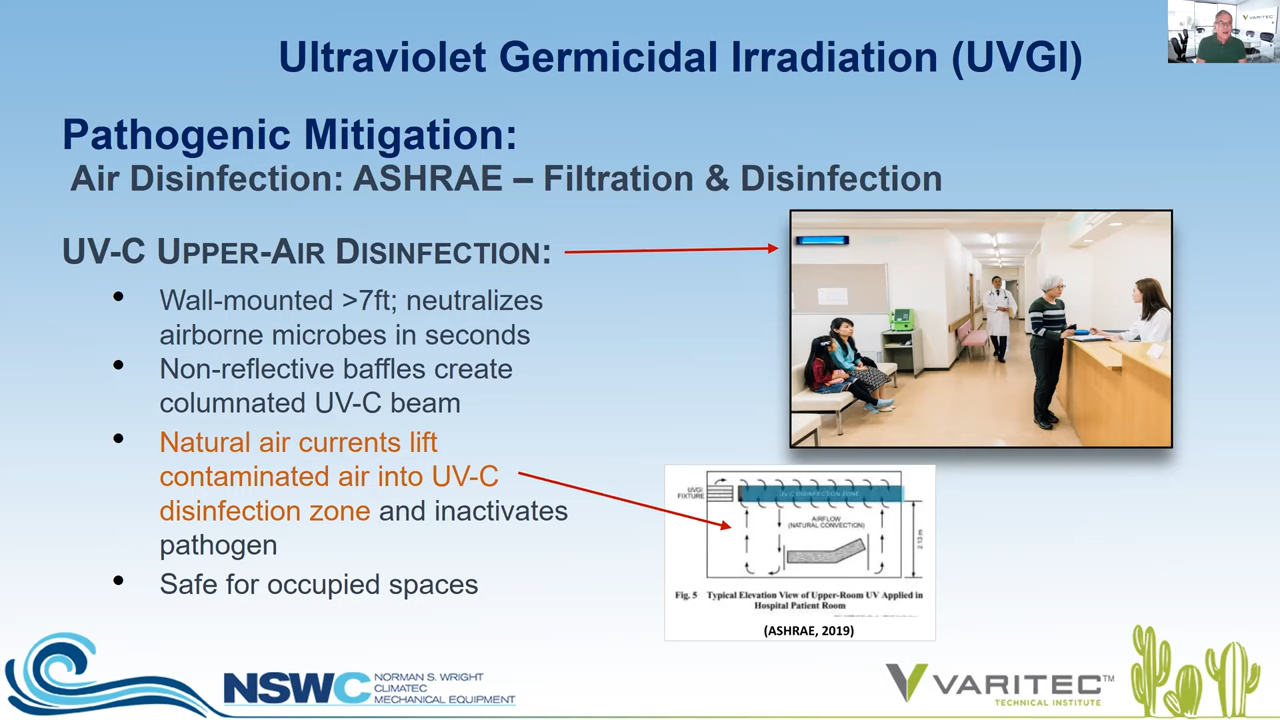 VARITEC
Ultraviolet Germicidal Irradiation (UVGI)
Pathogenic Mitigation:
Air Disinfection: ASHRAE – Filtration & Disinfection
UV-C UPPER-AIR DISINFECTION:
• Wall-mounted >7ft; neutralizes
airborne microbes in seconds
• Non-reflective baffles create
columnated UV-C beam
• Natural air currents lift
contaminated air into UV-C
disinfection zone and inactivates
pathogen
• Safe for occupied spaces
UVGI
FIXTURE
UV-C DISINFECTION ZONE
AIRFLOW
(NATURAL CONVECTION)
2.13 m
Fig. 5 Typical Elevation View of Upper-Room UV Applied in
Hospital Patient Room
(ASHRAE, 2019)
NSWC
NORMAN S. WRIGHT
CLIMATEC
MECHANICAL EQUIPMENT
VARITEC™
TECHNICAL INSTITUTE